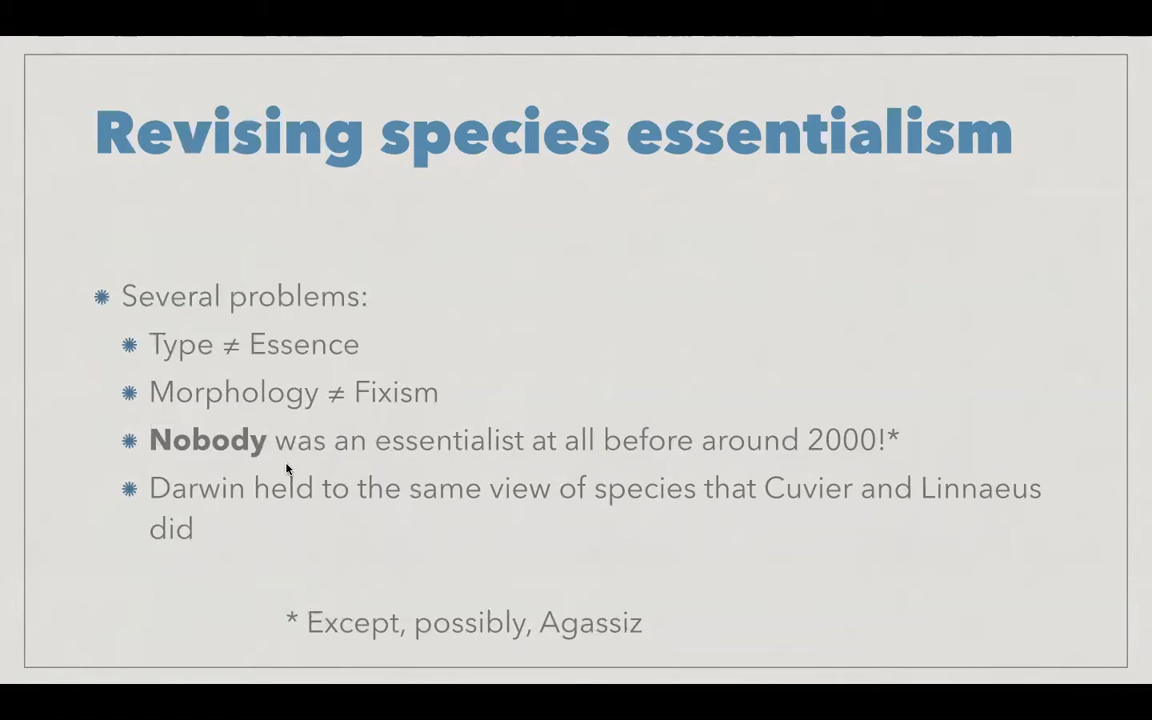 Revising species essentialism
Several problems:
Type ≠ Essence
Morphology ≠ Fixism
Nobody was an essentialist at all before around 2000!*
Darwin held to the same view of species that Cuvier and Linnaeus
did
* Except, possibly, Agassiz